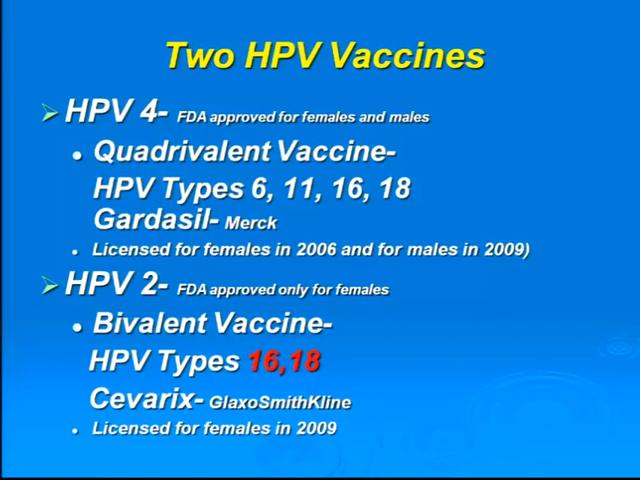 Two HPV Vaccines
HPV 4- FDA approved for females and males
Quadrivalent Vaccine-
HPV Types 6, 11, 16, 18
Gardasil- Merck
Licensed for females in 2006 and for males in 2009)
HPV 2- FDA approved only for females
Bivalent Vaccine-
HPV Types 16,18
Cevarix- GlaxoSmithKline
Licensed for females in 2009